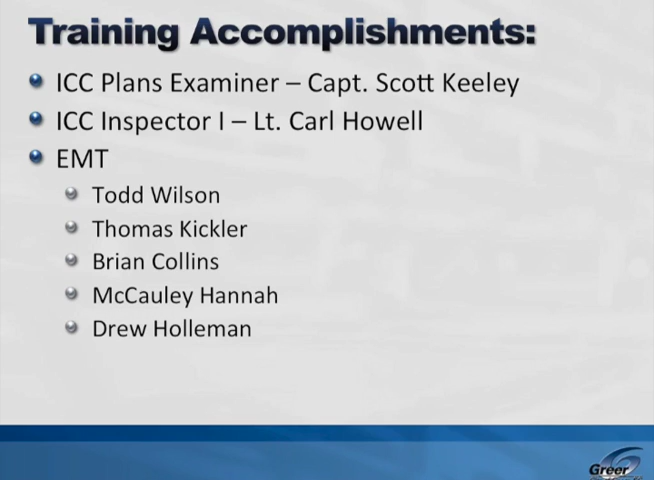 Training Accomplishments:
ICC Plans Examiner – Capt. Scott Keeley
ICC Inspector I – Lt. Carl Howell
EMT
Todd Wilson
Thomas Kickler
Brian Collins
McCauley Hannah
Drew Holleman
Greer